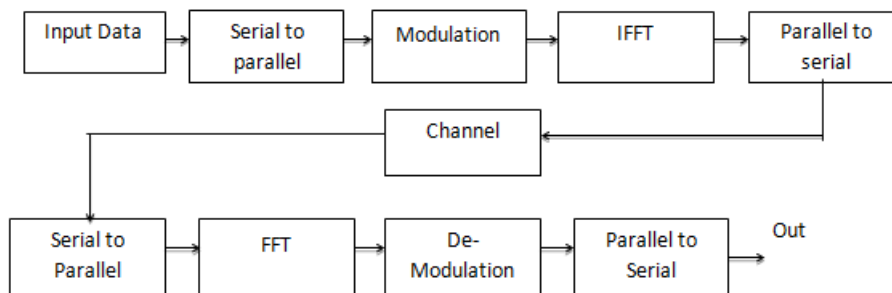 Input Data
Serial to
parallel
Modulation
IFFT
Parallel to
serial
Channel
Serial to
Parallel
FFT
De-
Modulation
Parallel to
Serial
Out